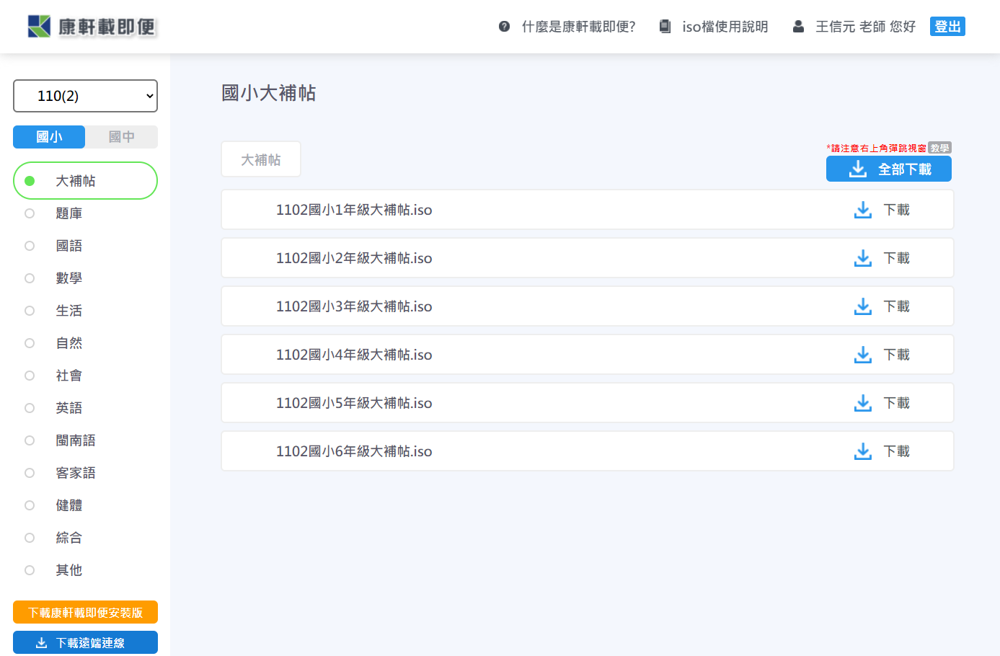 康軒載即便
什麼是康軒載即便?
iso檔使用說明
王信元 老師 您好
登出
110(2)
國小
國中
大補帖
題庫
國語
數學
生活
自然
社會
英語
閩南語
客家語
健體
綜合
其他
下載康軒載即便安裝版
下載遠端連線
國小大補帖
大補帖
*請注意右上角彈跳視窗 教學
全部下載
1102國小1年級大補帖.iso 下載
1102國小2年級大補帖.iso 下載
1102國小3年級大補帖.iso 下載
1102國小4年級大補帖.iso 下載
1102國小5年級大補帖.iso 下載
1102國小6年級大補帖.iso 下載